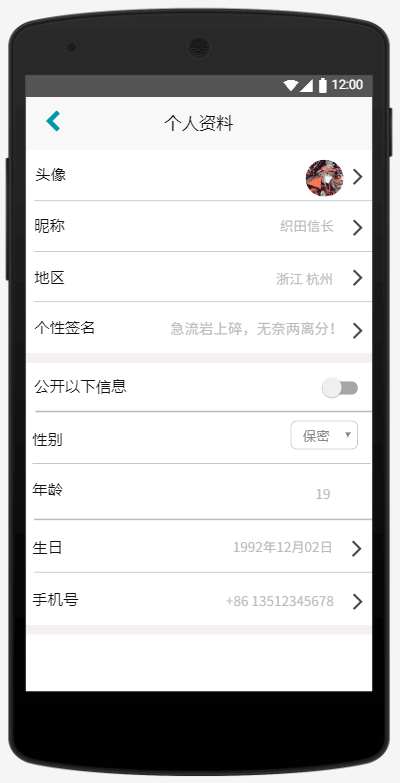 12:00
个人资料
头像
昵称 织田信长
地区 浙江 杭州
个性签名 急流岩上碎，无奈两离分！
公开以下信息
性别 保密
年龄 19
生日 1992年12月02日
手机号 +86 13512345678